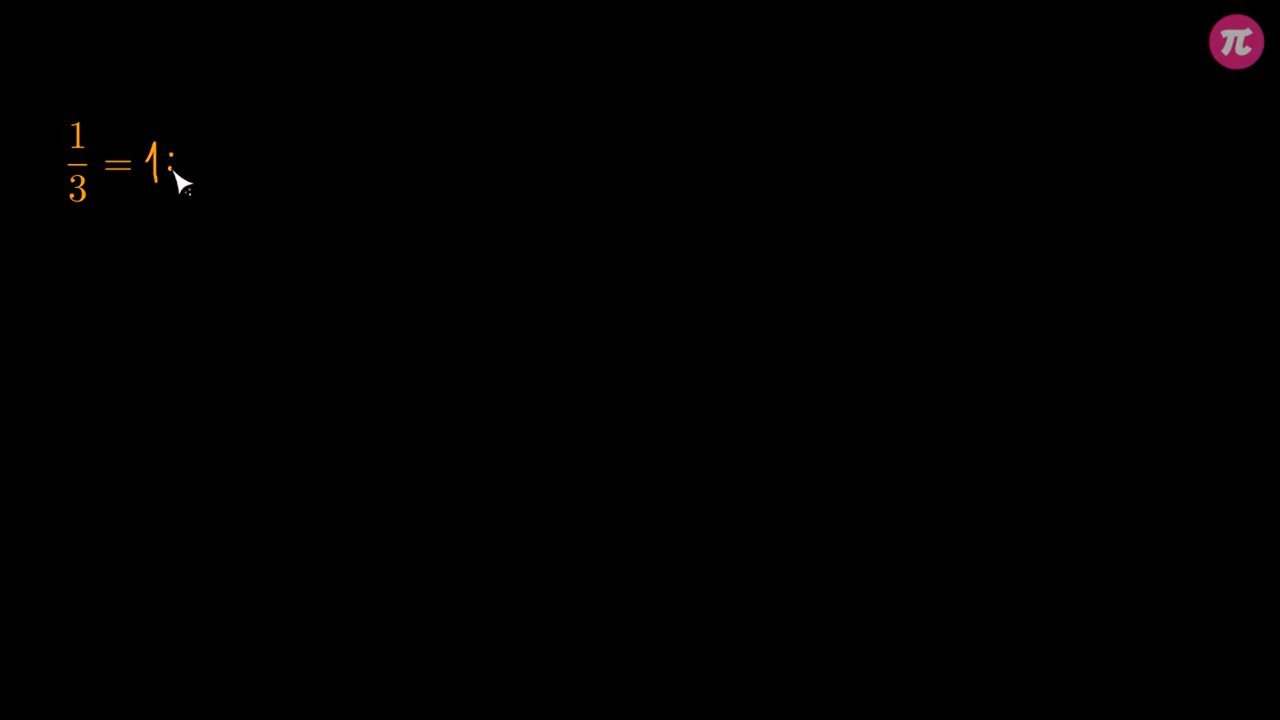 π
1/3 = 1: